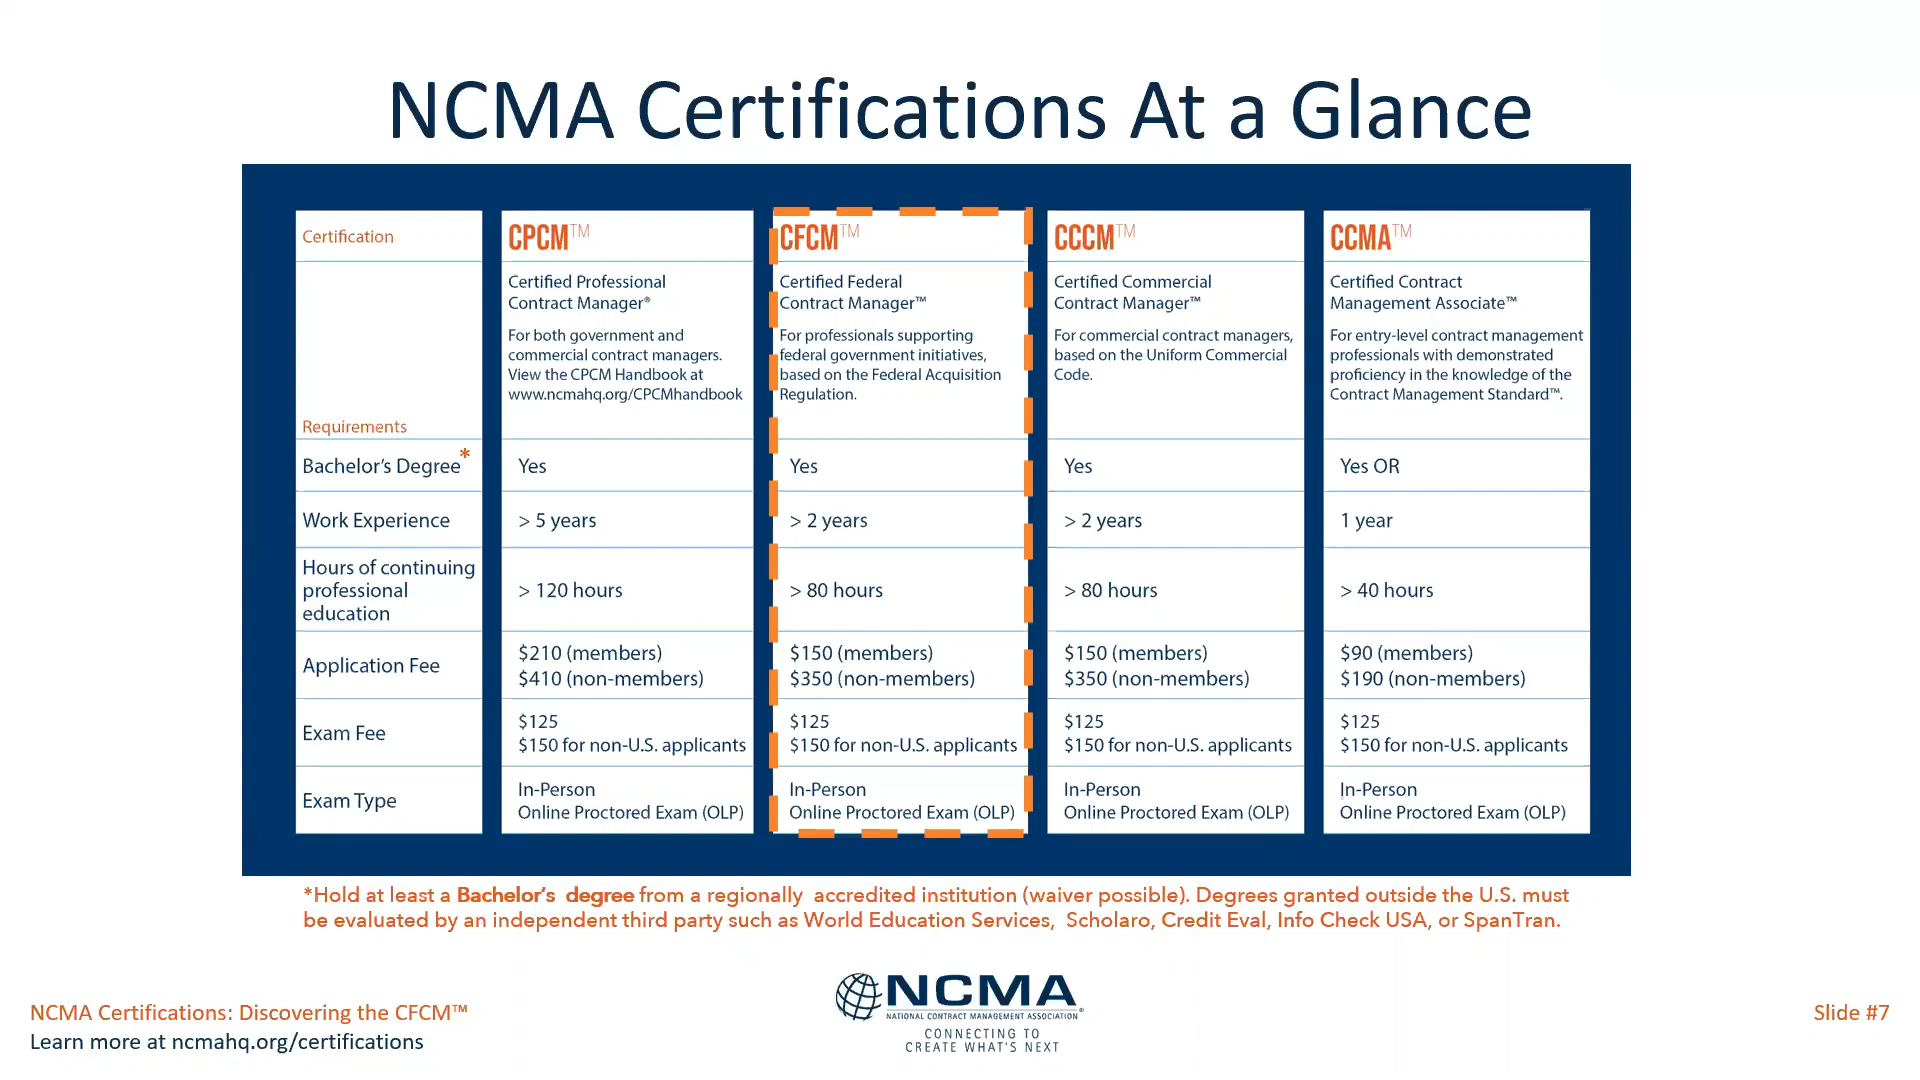 NCMA Certifications At a Glance
Certification
CPCM™
CFCM™
CCCM™
CCMA™
Requirements
Certified Professional
Contract Manager®
For both government and
commercial contract managers.
View the CPCM Handbook at
www.ncmahq.org/CPCMhandbook
Certified Federal
Contract Manager™
For professionals supporting
federal government initiatives,
based on the Federal Acquisition
Regulation.
Certified Commercial
Contract Manager™
For commercial contract managers,
based on the Uniform Commercial
Code.
Certified Contract
Management Associate™
For entry-level contract management
professionals with demonstrated
proficiency in the knowledge of the
Contract Management Standard™.
Bachelor's Degree*
Yes
Yes
Yes
Yes OR
Work Experience
> 5 years
> 2 years
> 2 years
1 year
Hours of continuing
professional
education
> 120 hours
> 80 hours
> 80 hours
> 40 hours
Application Fee
$210 (members)
$410 (non-members)
$150 (members)
$350 (non-members)
$150 (members)
$350 (non-members)
$90 (members)
$190 (non-members)
Exam Fee
$125
$150 for non-U.S. applicants
$125
$150 for non-U.S. applicants
$125
$150 for non-U.S. applicants
$125
$150 for non-U.S. applicants
Exam Type
In-Person
Online Proctored Exam (OLP)
In-Person
Online Proctored Exam (OLP)
In-Person
Online Proctored Exam (OLP)
In-Person
Online Proctored Exam (OLP)
*Hold at least a Bachelor's degree from a regionally accredited institution (waiver possible). Degrees granted outside the U.S. must
be evaluated by an independent third party such as World Education Services, Scholaro, Credit Eval, Info Check USA, or SpanTran.
NCMA®
NATIONAL CONTRACT MANAGEMENT ASSOCIATION
CONNECTING TO
CREATE WHAT'S NEXT
NCMA Certifications: Discovering the CFCM™
Learn more at ncmahq.org/certifications
Slide #7